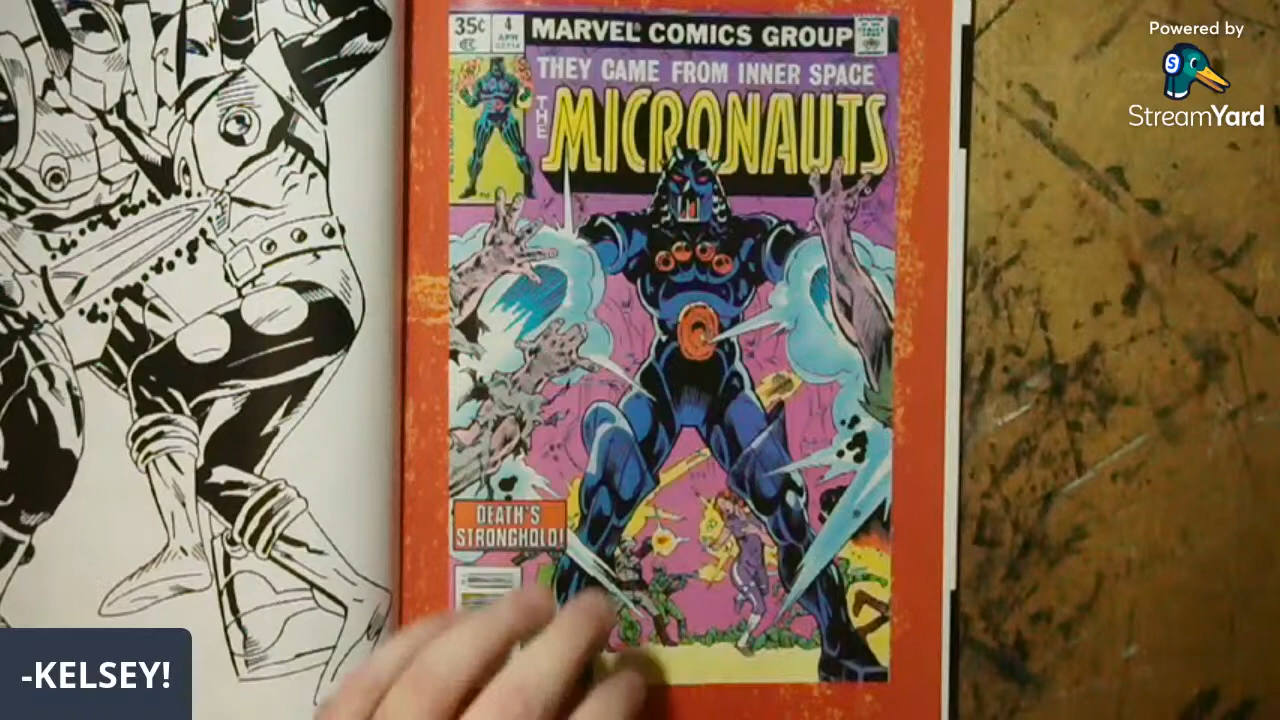 35¢
4
APR
MARVEL COMICS GROUP
THEY CAME FROM INNER SPACE
THE
MICRONAUTS
DEATH'S
STRONGHOLD!
Powered by
StreamYard
-KELSEY!